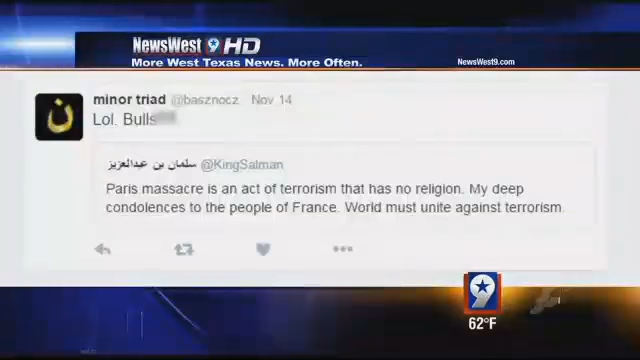 NewsWest 9 HD
More West Texas News. More Often.
NewsWest9.com
ن
minor triad @basznocz Nov 14
Lol. Bulls
سلمان بن عبدالعزيز @KingSalman
Paris massacre is an act of terrorism that has no religion. My deep
condolences to the people of France. World must unite against terrorism.
9
62°F